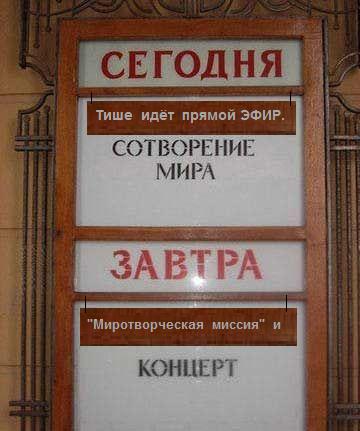 СЕГОДНЯ
Тише идёт прямой ЭФИР.
СОТВОРЕНИЕ
МИРА
ЗАВТРА
"Миротворческая миссия" и
КОНЦЕРТ